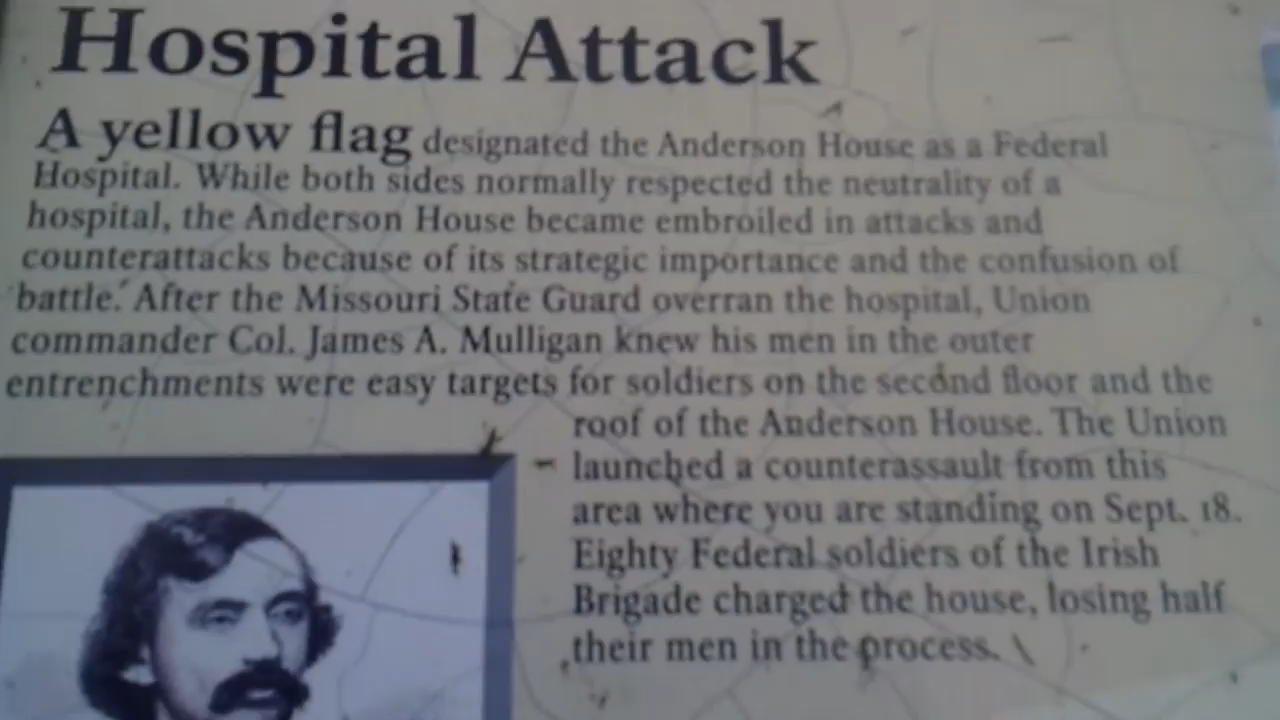 Hospital Attack
A yellow flag designated the Anderson House as a Federal
Hospital. While both sides normally respected the neutrality of a
hospital, the Anderson House became embroiled in attacks and
counterattacks because of its strategic importance and the confusion of
battle. After the Missouri State Guard overran the hospital, Union
commander Col. James A. Mulligan knew his men in the outer
entrenchments were easy targets for soldiers on the second floor and the
roof of the Anderson House. The Union
launched a counterassault from this
area where you are standing on Sept. 18.
Eighty Federal soldiers of the Irish
Brigade charged the house, losing half
their men in the process.